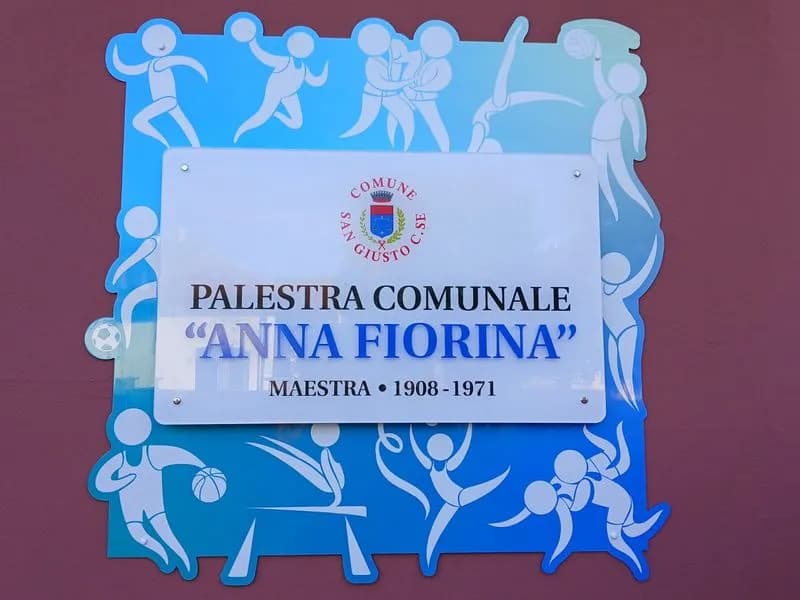 COMUNE
SAN GIUSTO C.SE
PALESTRA COMUNALE
“ANNA FIORINA”
MAESTRA • 1908 - 1971